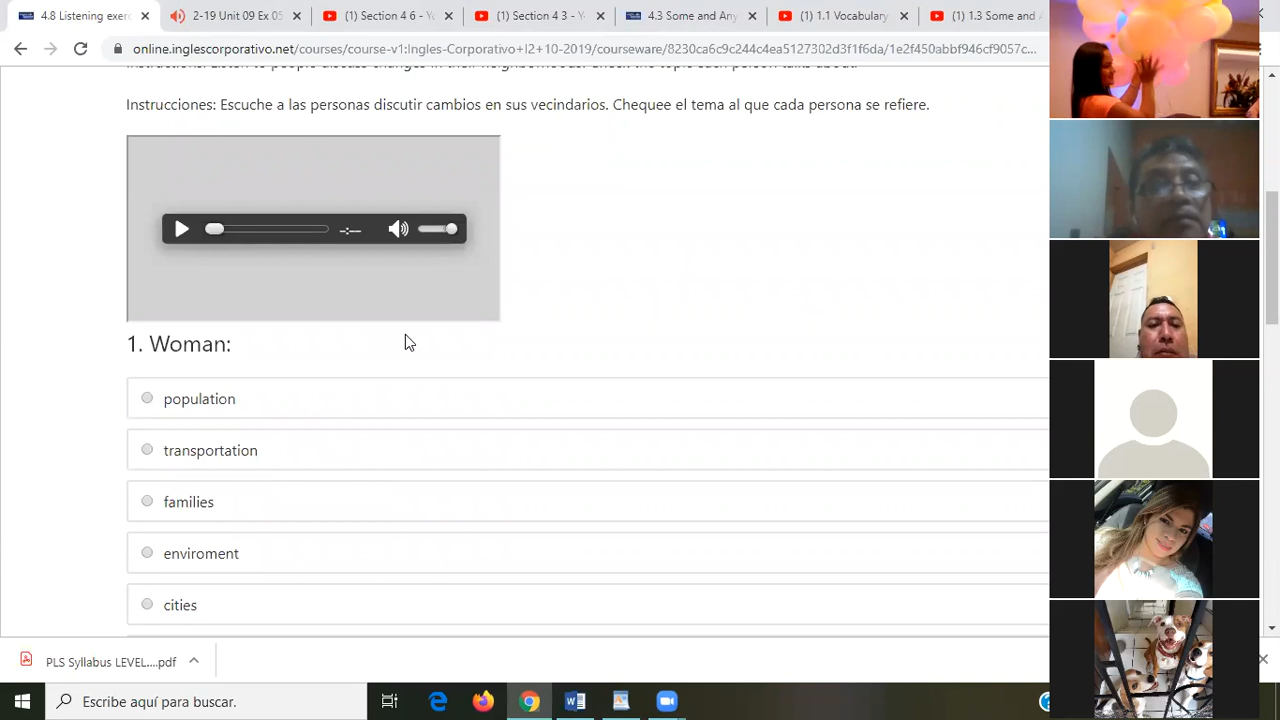 4.8 Listening exerci
2-19 Unit 09 Ex 05
(1) Section 4 6 - Y
(1) Section 4 3 - Y
4.3 Some and Any
(1) 1.1 Vocabulary
(1) 1.3 Some and A
online.inglescorporativo.net/courses/course-v1:Ingles-Corporativo+I2+10-2019/courseware/8230ca6c9c244c4ea5127302d3f1f6da/1e2f450abbf946cf9057c...
Instrucciones: Escuche a las personas discutir cambios en sus vecindarios. Chequee el tema al que cada persona se refiere.
--:--
1. Woman:
population
transportation
families
enviroment
cities
PLS Syllabus LEVEL....pdf
Escribe aquí para buscar.